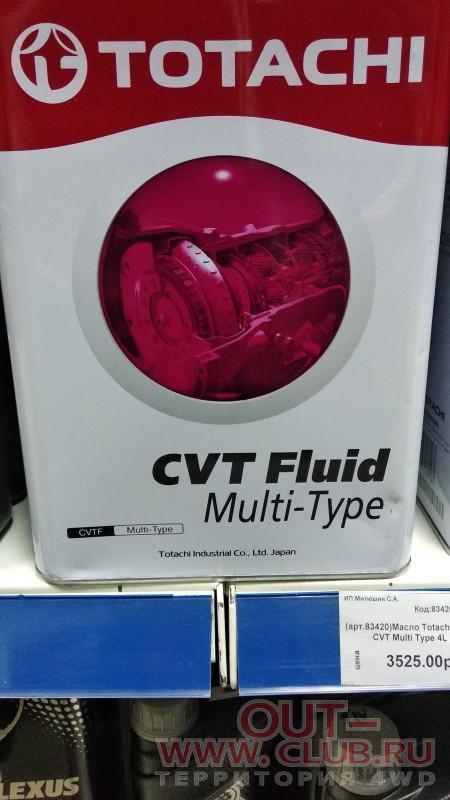 TOTACHI
CVT Fluid
Multi-Type
CVTF Multi-Type
Totachi Industrial Co., Ltd. Japan
TOTACHI
ИП Митюшин С.А.
Код:83420
(арт.83420)Масло Totach
CVT Multi Type 4L
цена
3525.00р
LEXUS
OUT-
WWW.CLUB.RU
ТЕРРИТОРИЯ 4WD